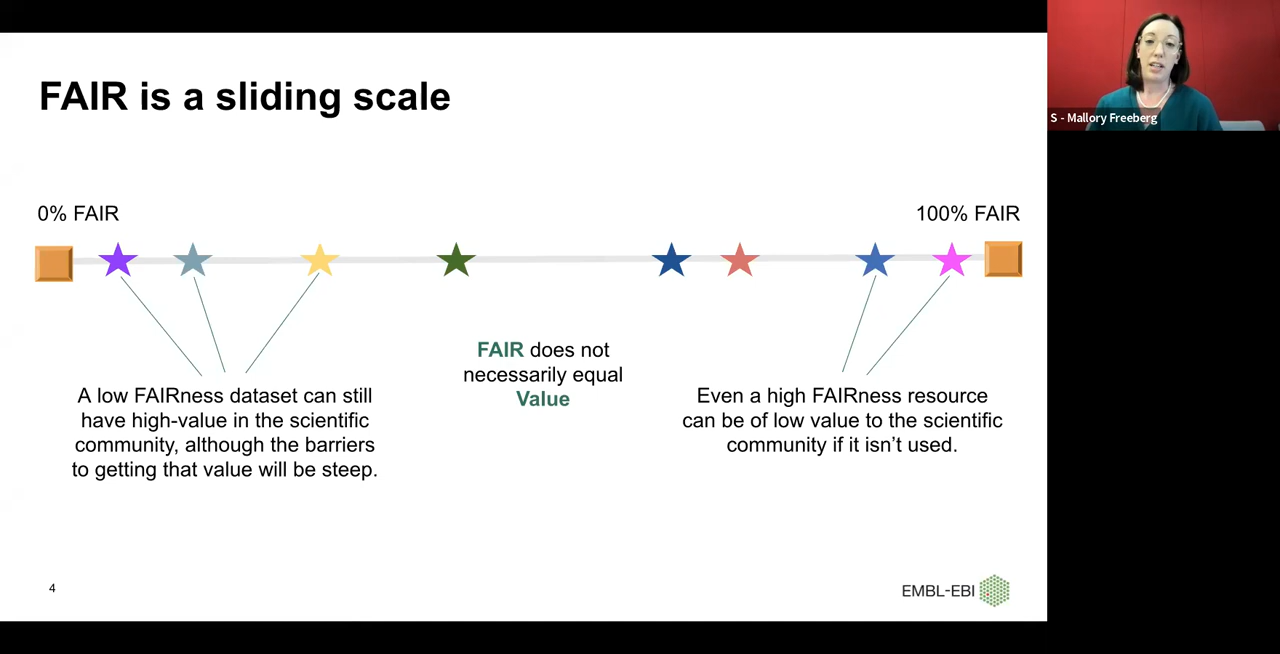 FAIR is a sliding scale
0% FAIR
100% FAIR
A low FAIRness dataset can still
have high-value in the scientific
community, although the barriers
to getting that value will be steep.
FAIR does not
necessarily equal
Value
Even a high FAIRness resource
can be of low value to the scientific
community if it isn’t used.
4
EMBL-EBI
S - Mallory Freeberg